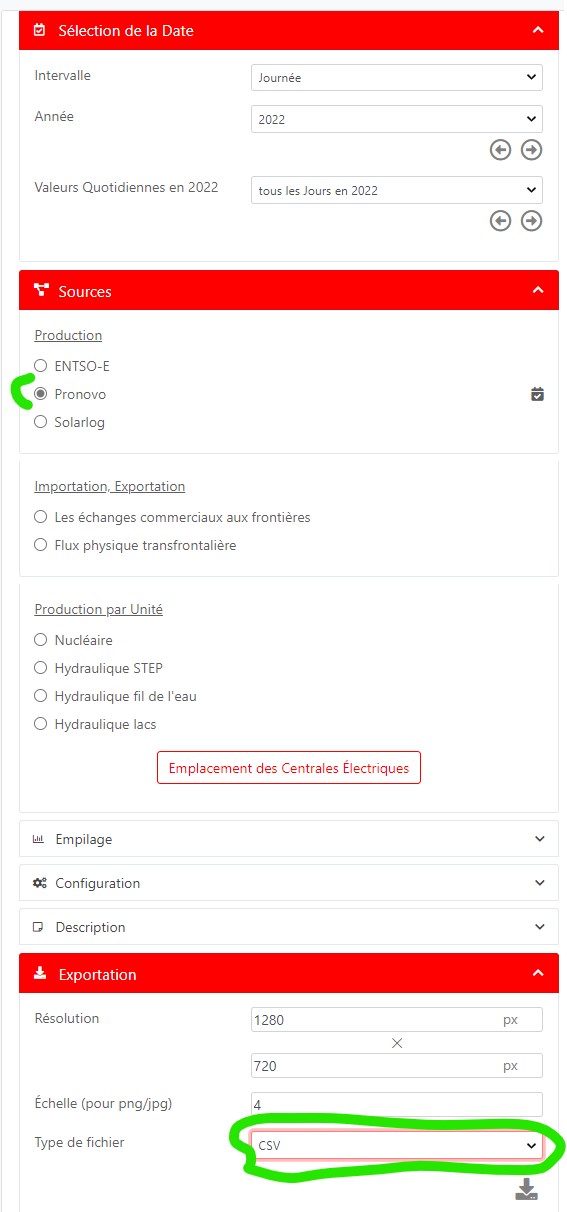 Sélection de la Date
Intervalle Journée
Année 2022
Valeurs Quotidiennes en 2022 tous les Jours en 2022
Sources
Production
ENTSO-E
Pronovo
Solarlog
Importation, Exportation
Les échanges commerciaux aux frontières
Flux physique transfrontalière
Production par Unité
Nucléaire
Hydraulique STEP
Hydraulique fil de l'eau
Hydraulique lacs
Emplacement des Centrales Électriques
Empilage
Configuration
Description
Exportation
Résolution 1280 px
720 px
Échelle (pour png/jpg) 4
Type de fichier CSV